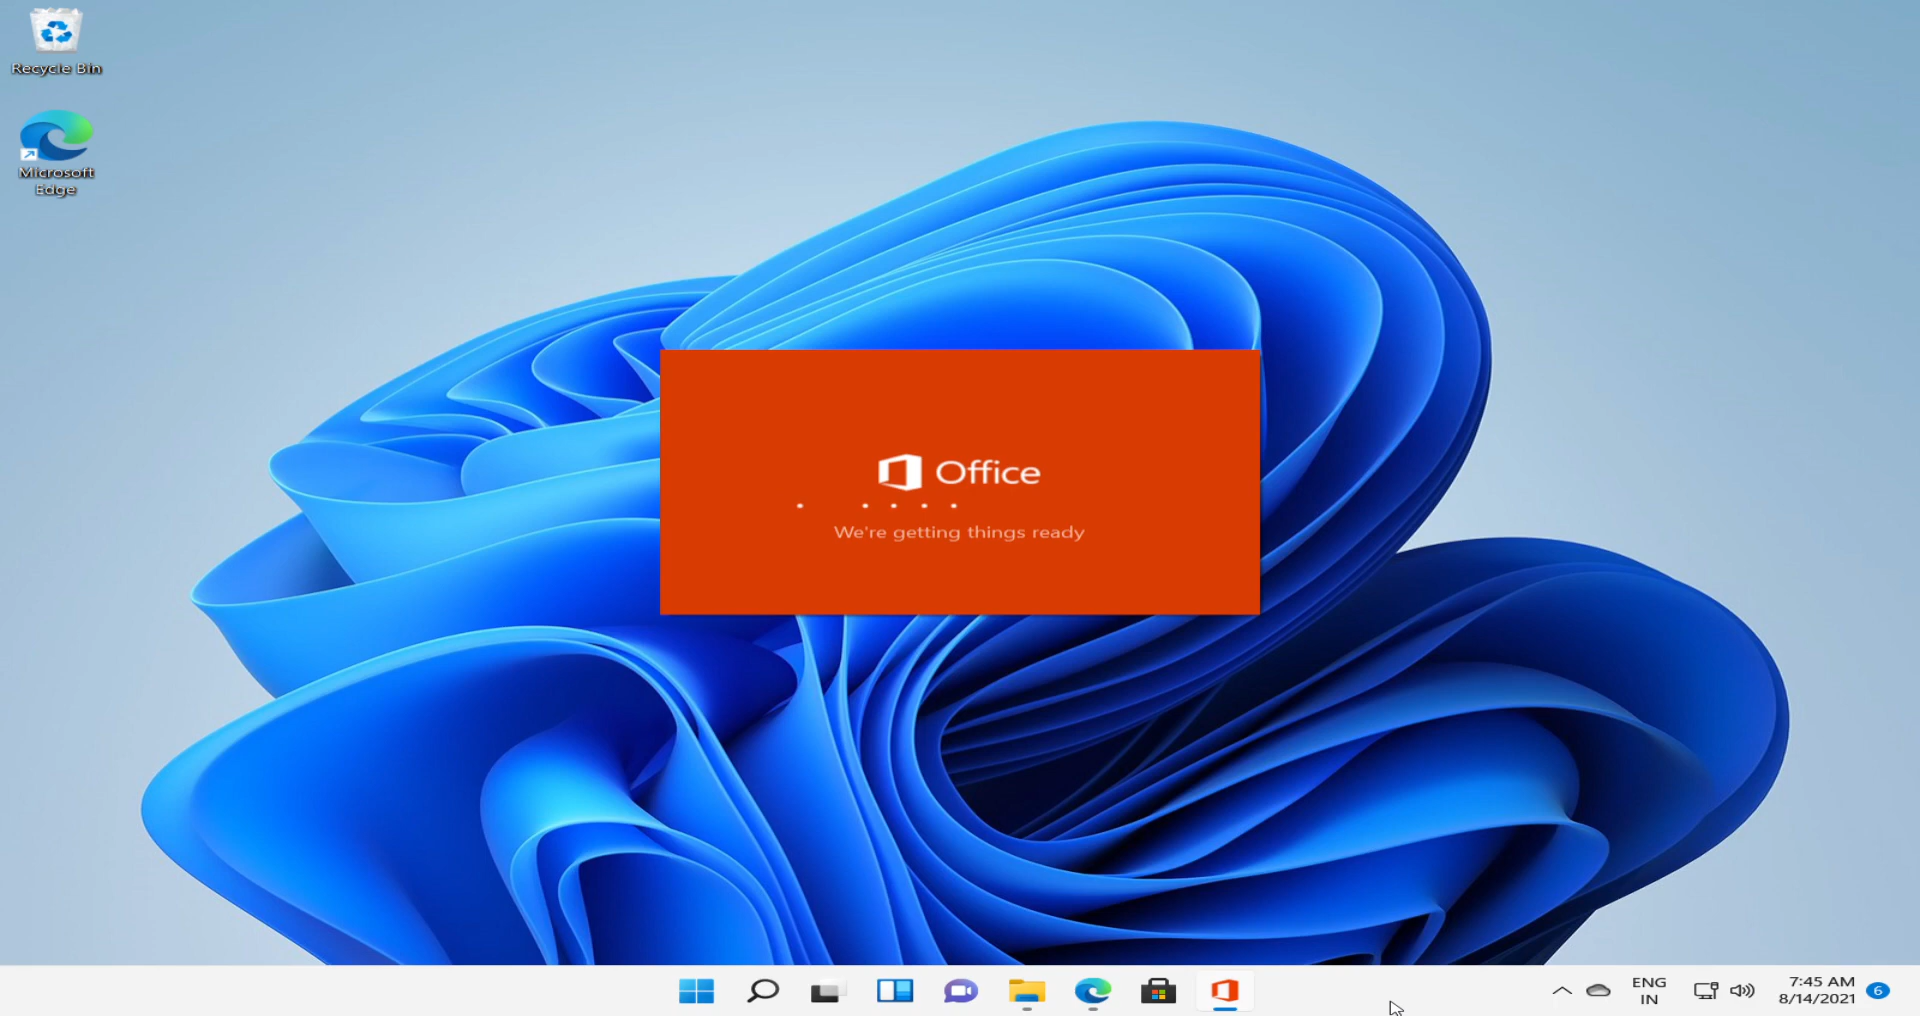 Recycle Bin
Microsoft
Edge
Office
We're getting things ready
ENG
IN
7:45 AM
8/14/2021
6